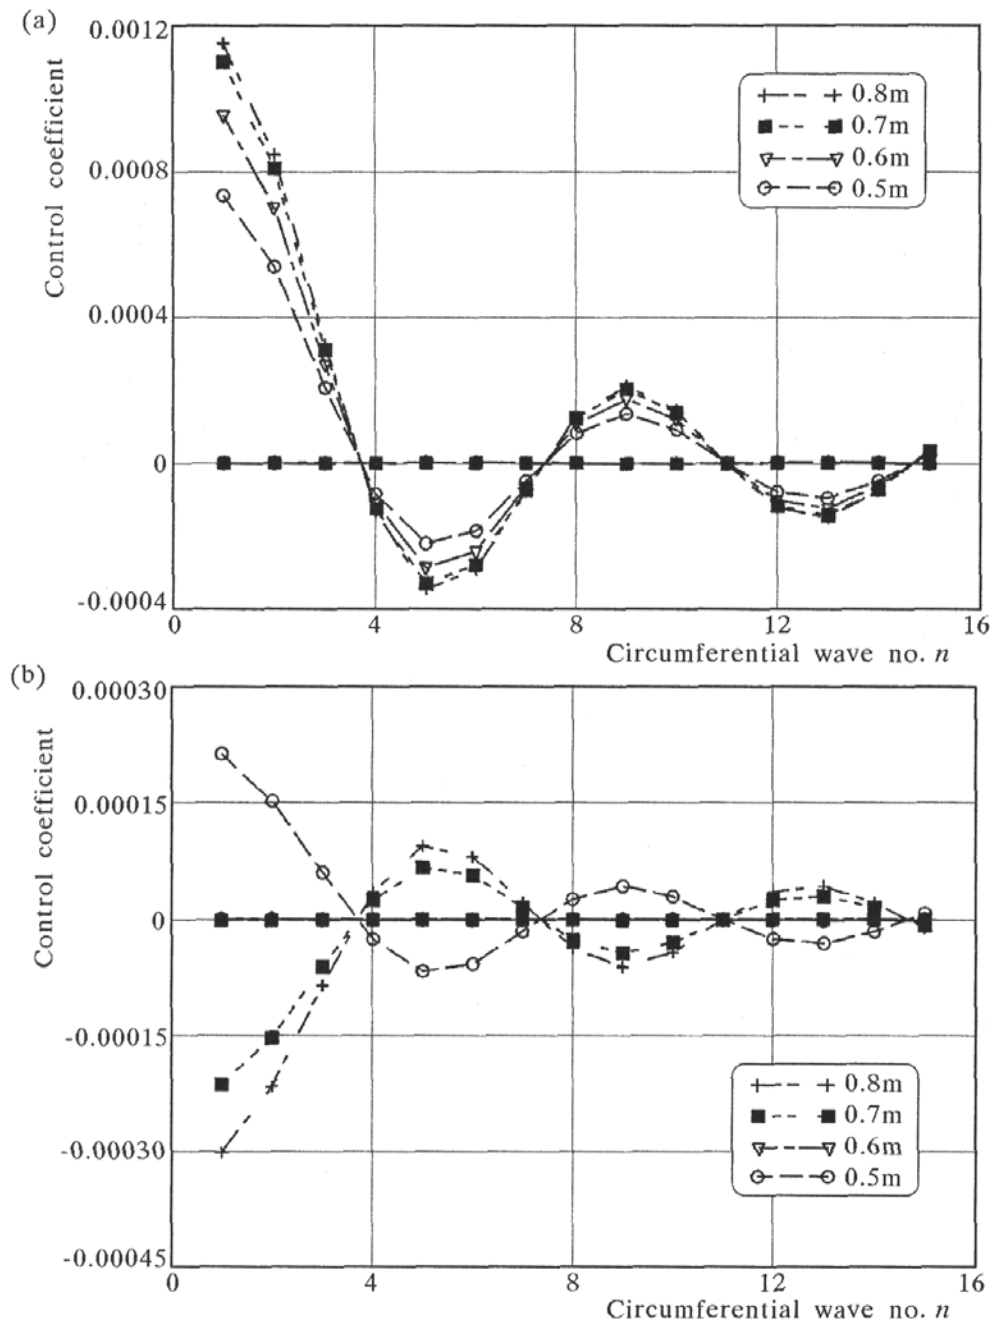 (a)
Control coefficient
0.0012
0.0008
0.0004
0
-0.0004
0.8m
0.7m
0.6m
0.5m
0 4 8 12 16
Circumferential wave no. n
(b)
Control coefficient
0.00030
0.00015
0
-0.00015
-0.00030
-0.00045
0.8m
0.7m
0.6m
0.5m
0 4 8 12 16
Circumferential wave no. n